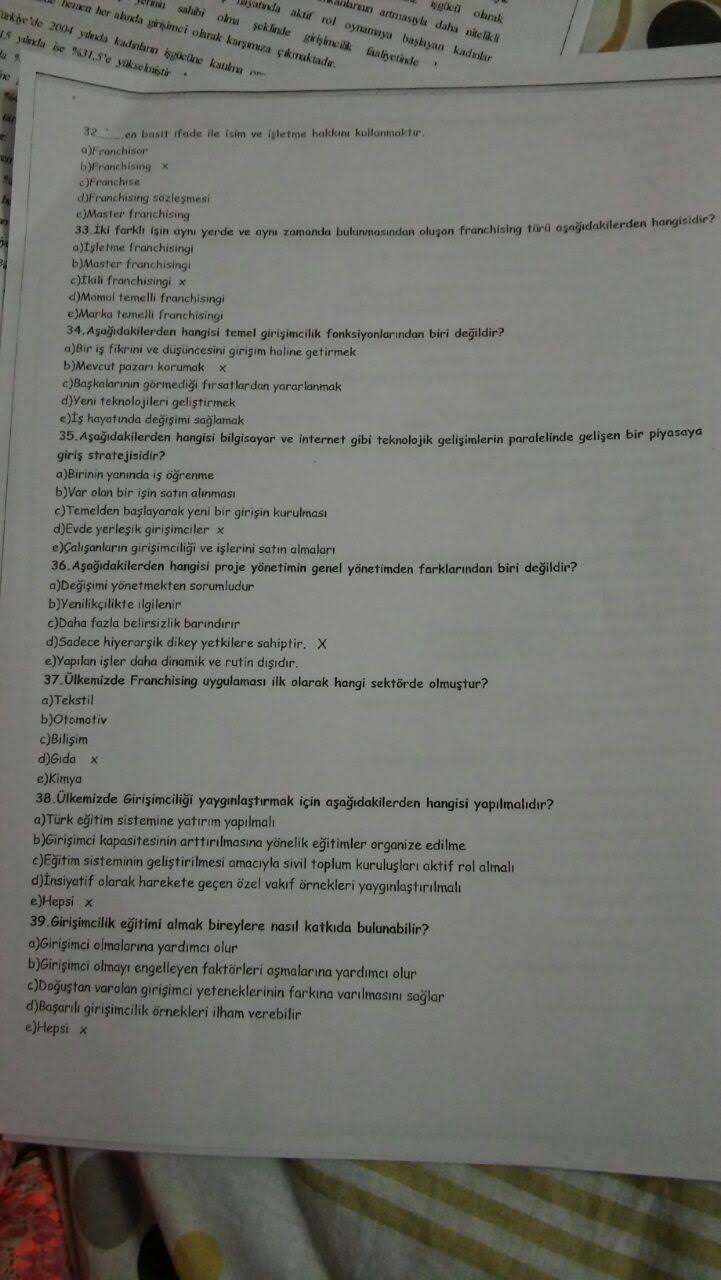 işgücü olarak
imkanlarının artmasıyla daha nitelikli
hayatında aktif rol oynamaya başlayan kadınlar
yerinin sahibi olma şeklinde girişimcilik faaliyetinde
hemen her alanda girişimci olarak karşımıza çıkmaktadır.
Türkiye'de 2004 yılında kadınların işgücüne katılma
15 yılında ise %31,5'e yükselmiştir
32 en basit ifade ile isim ve işletme hakkını kullanmaktır.
a)Franchisor
b)Franchising x
c)Franchise
d)Franchising sözleşmesi
e)Master franchising
33.İki farklı işin aynı yerde ve aynı zamanda bulunmasından oluşan franchising türü aşağıdakilerden hangisidir?
a)İşletme franchisingi
b)Master franchisingi
c)İkili franchisingi x
d)Mamul temelli franchisingi
e)Marka temelli franchisingi
34.Aşağıdakilerden hangisi temel girişimcilik fonksiyonlarından biri değildir?
a)Bir iş fikrini ve düşüncesini girişim haline getirmek
b)Mevcut pazarı korumak x
c)Başkalarının görmediği fırsatlardan yararlanmak
d)Yeni teknolojileri geliştirmek
e)İş hayatında değişimi sağlamak
35.Aşağıdakilerden hangisi bilgisayar ve internet gibi teknolojik gelişimlerin paralelinde gelişen bir piyasaya
giriş stratejisidir?
a)Birinin yanında iş öğrenme
b)Var olan bir işin satın alınması
c)Temelden başlayarak yeni bir girişin kurulması
d)Evde yerleşik girişimciler x
e)Çalışanların girişimciliği ve işlerini satın almaları
36.Aşağıdakilerden hangisi proje yönetimin genel yönetimden farklarından biri değildir?
a)Değişimi yönetmekten sorumludur
b)Yenilikçilikte ilgilenir
c)Daha fazla belirsizlik barındırır
d)Sadece hiyerarşik dikey yetkilere sahiptir. X
e)Yapılan işler daha dinamik ve rutin dışıdır.
37.Ülkemizde Franchising uygulaması ilk olarak hangi sektörde olmuştur?
a)Tekstil
b)Otomotiv
c)Bilişim
d)Gıda x
e)Kimya
38.Ülkemizde Girişimciliği yaygınlaştırmak için aşağıdakilerden hangisi yapılmalıdır?
a)Türk eğitim sistemine yatırım yapılmalı
b)Girişimci kapasitesinin arttırılmasına yönelik eğitimler organize edilme
c)Eğitim sisteminin geliştirilmesi amacıyla sivil toplum kuruluşları aktif rol almalı
d)İnsiyatif olarak harekete geçen özel vakıf örnekleri yaygınlaştırılmalı
e)Hepsi x
39.Girişimcilik eğitimi almak bireylere nasıl katkıda bulunabilir?
a)Girişimci olmalarına yardımcı olur
b)Girişimci olmayı engelleyen faktörleri aşmalarına yardımcı olur
c)Doğuştan varolan girişimci yeteneklerinin farkına varılmasını sağlar
d)Başarılı girişimcilik örnekleri ilham verebilir
e)Hepsi x